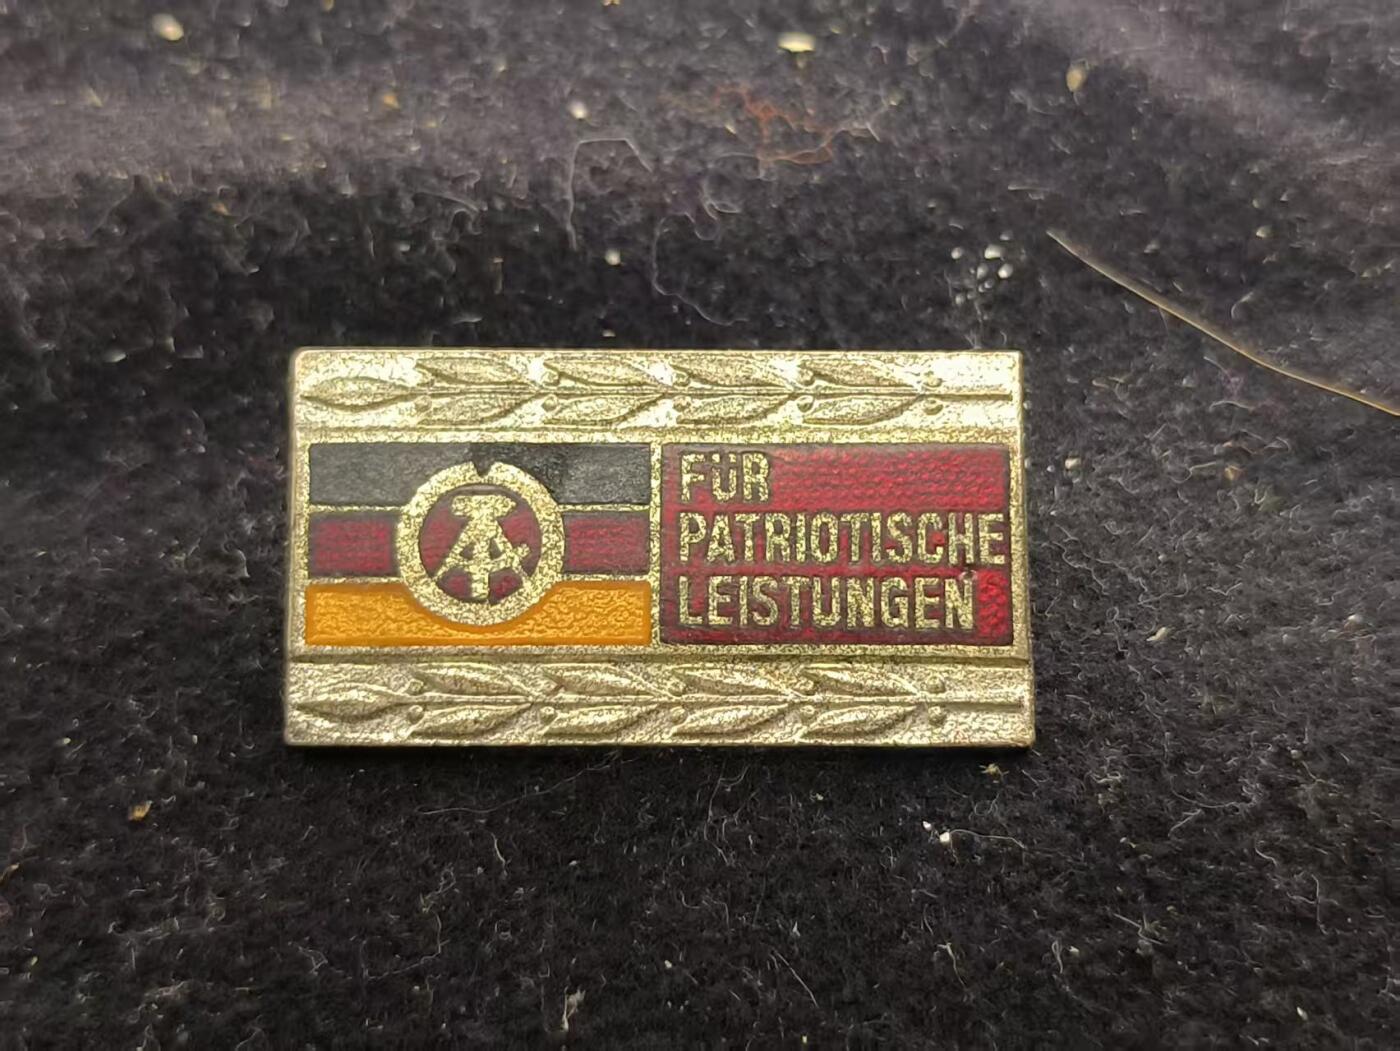 FÜR
PATRIOTISCHE
LEISTUNGEN